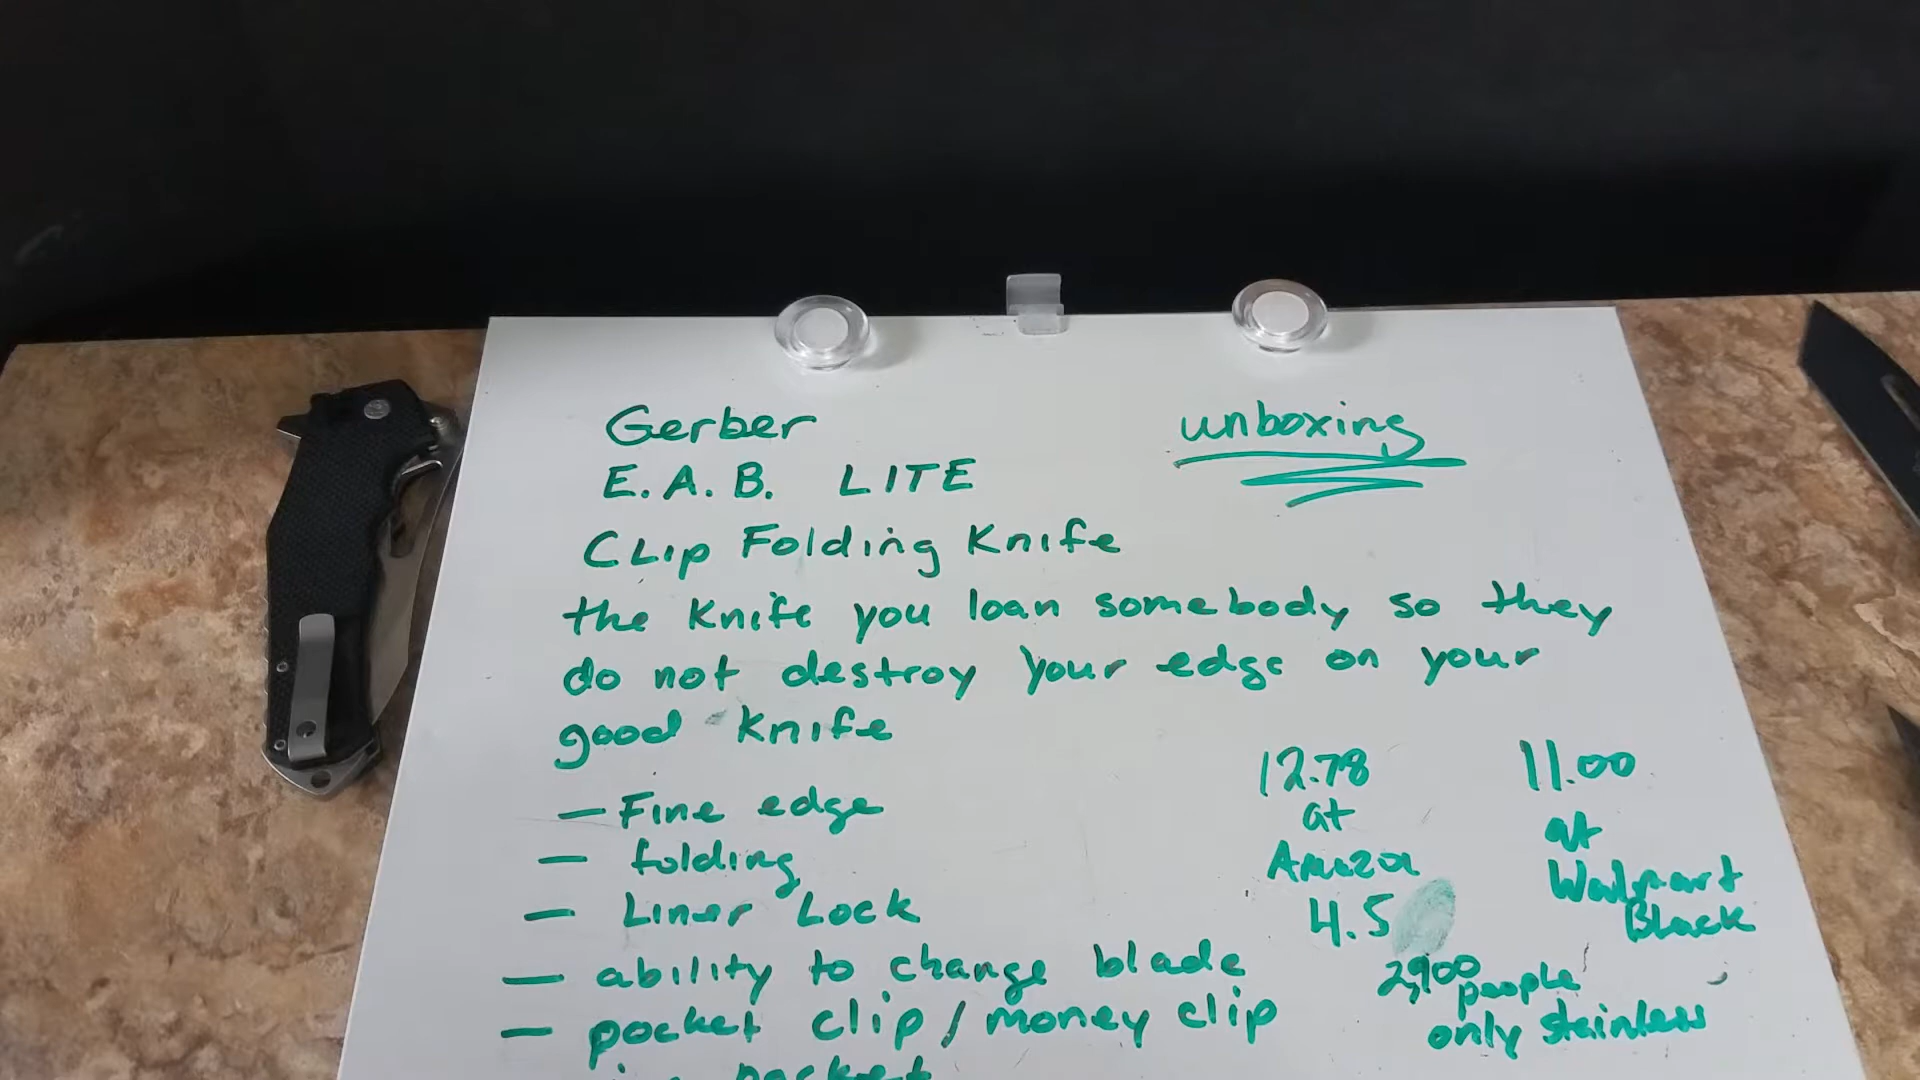 Gerber
unboxing
E.A.B. LITE
CLip Folding Knife
the knife you loan somebody so they
do not destroy your edge on your
good knife
— Fine edge
— folding
— Liner Lock
— ability to change blade
— pocket clip / money clip
12.78
at
Amazon
4.5
2,900 people
only stainless
11.00
at
Walmart
Black
pocket